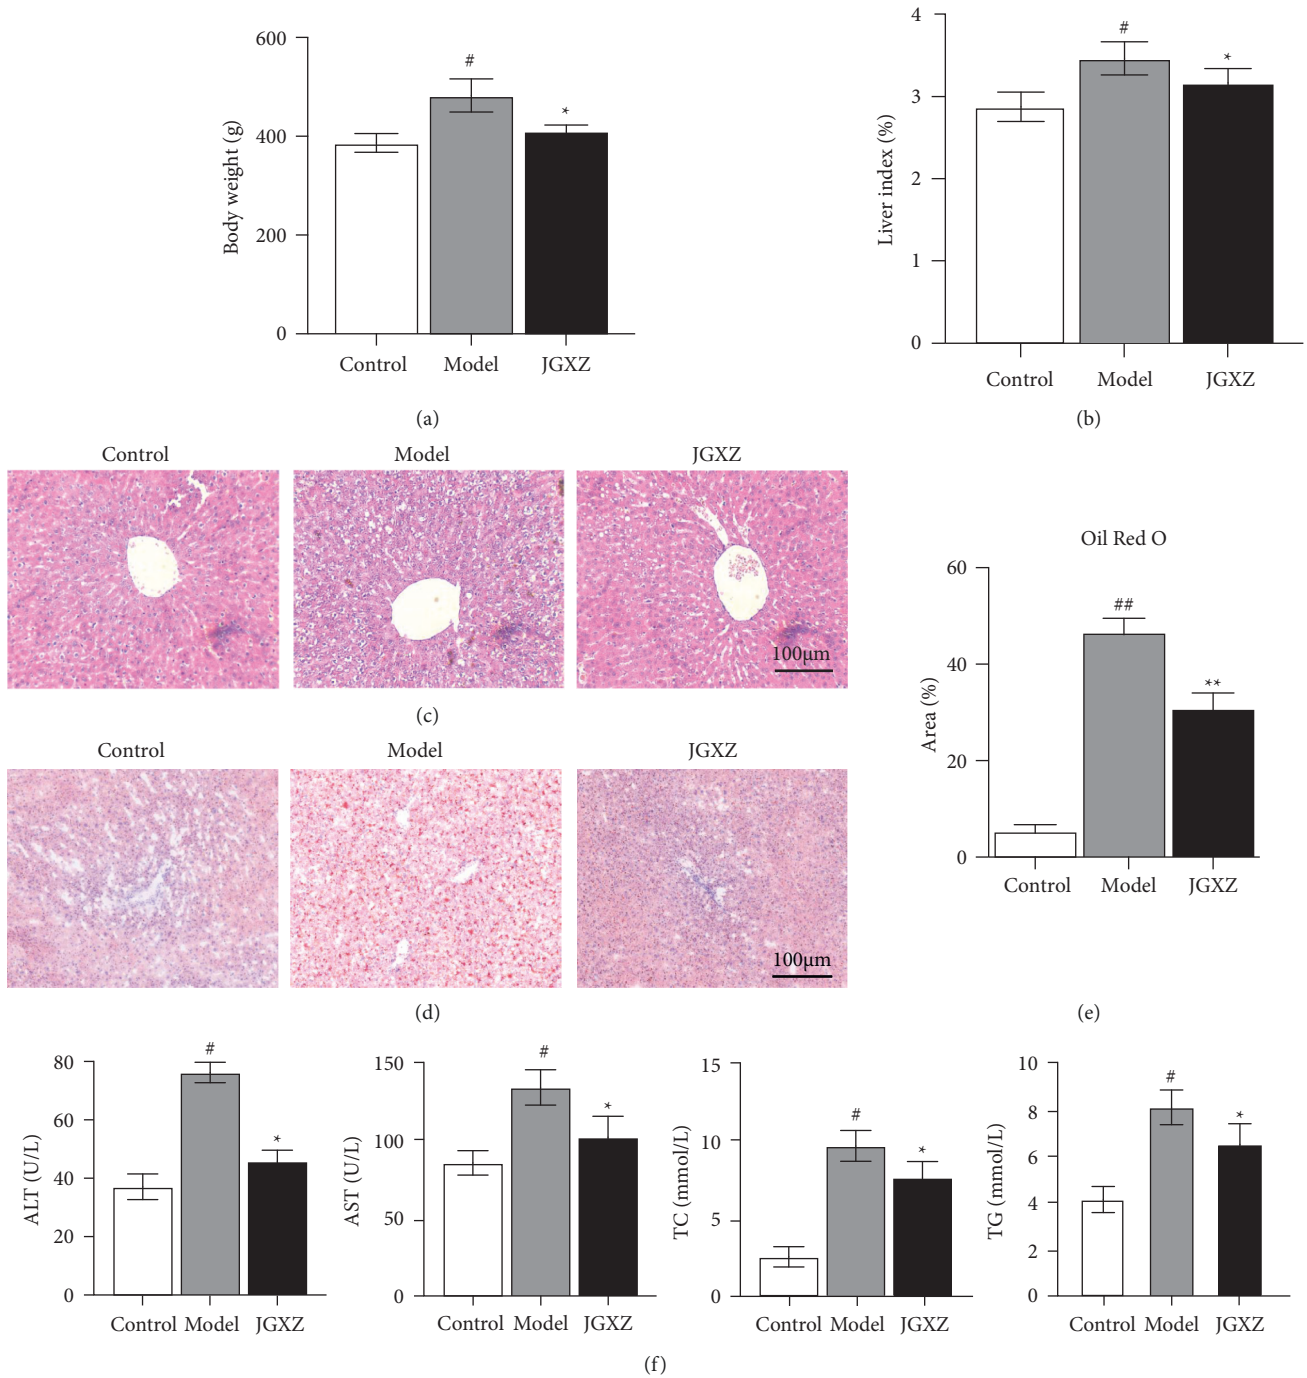 600
400
200
0
Body weight (g)
#
*
Control Model JGXZ
(a)
4
3
2
1
0
Liver index (%)
#
*
Control Model JGXZ
(b)
Control Model JGXZ
100μm
(c)
Control Model JGXZ
100μm
(d)
Oil Red O
60
40
20
0
Area (%)
##
**
Control Model JGXZ
(e)
80
60
40
20
0
ALT (U/L)
#
*
Control Model JGXZ
150
100
50
0
AST (U/L)
#
*
Control Model JGXZ
15
10
5
0
TC (mmol/L)
#
*
Control Model JGXZ
10
8
6
4
2
0
TG (mmol/L)
#
*
Control Model JGXZ
(f)